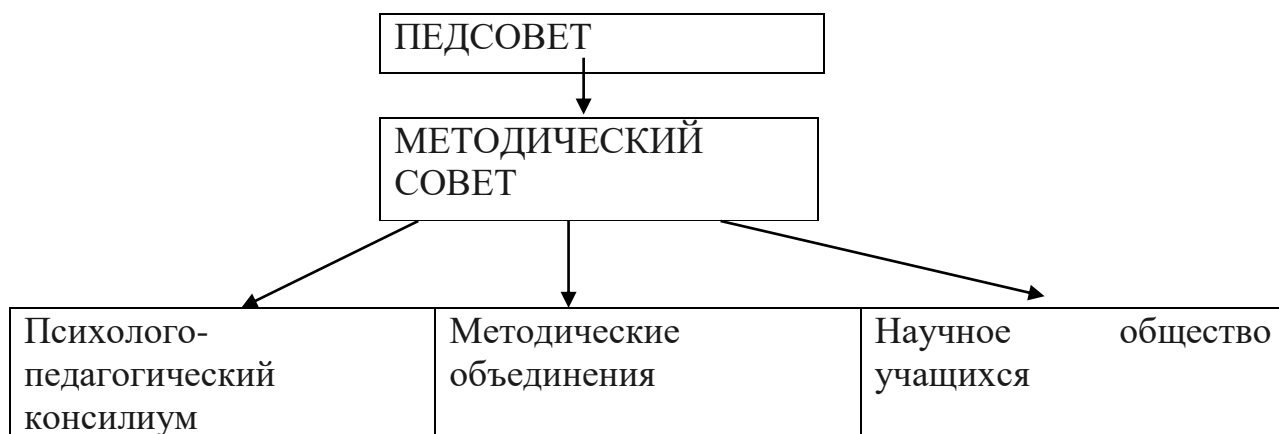 ПЕДСОВЕТ
МЕТОДИЧЕСКИЙ
СОВЕТ
Психолого-
педагогический
консилиум
Методические
объединения
Научное общество
учащихся